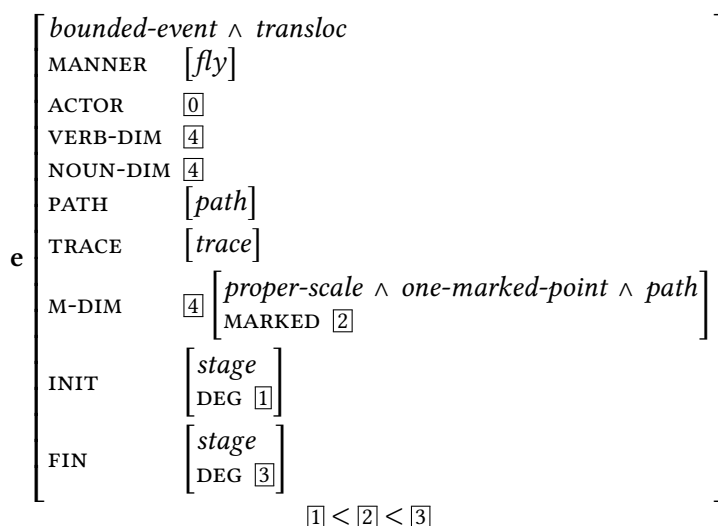 bounded-event ∧ transloc
MANNER [fly]
ACTOR 0
VERB-DIM 4
NOUN-DIM 4
PATH [path]
TRACE [trace]
e
M-DIM 4 [proper-scale ∧ one-marked-point ∧ path
MARKED 2]
INIT [stage
DEG 1]
FIN [stage
DEG 3]
1 < 2 < 3